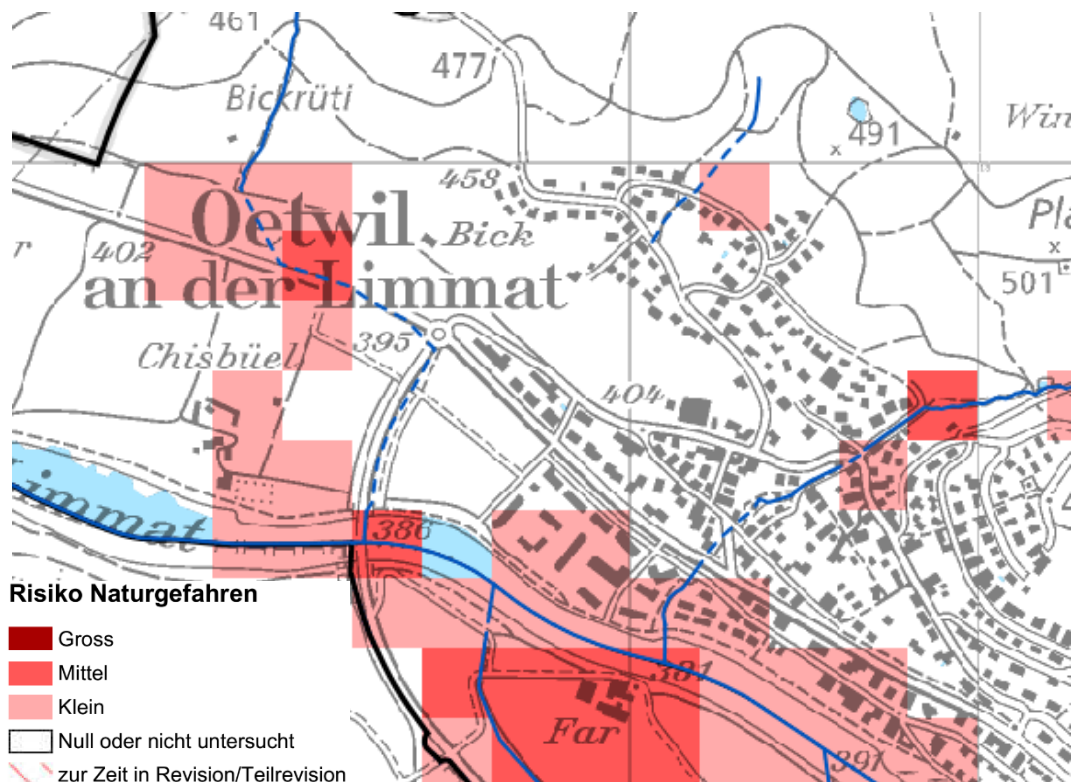 461
477
Bickrüti
491
Win
458
Oetwil
Bick
13
Pla
r
402
501
an der Limmat
395
Chisbüel
404
Limmat
386
Risiko Naturgefahren
Gross
Mittel
Klein
Null oder nicht untersucht
zur Zeit in Revision/Teilrevision
381
Far
391